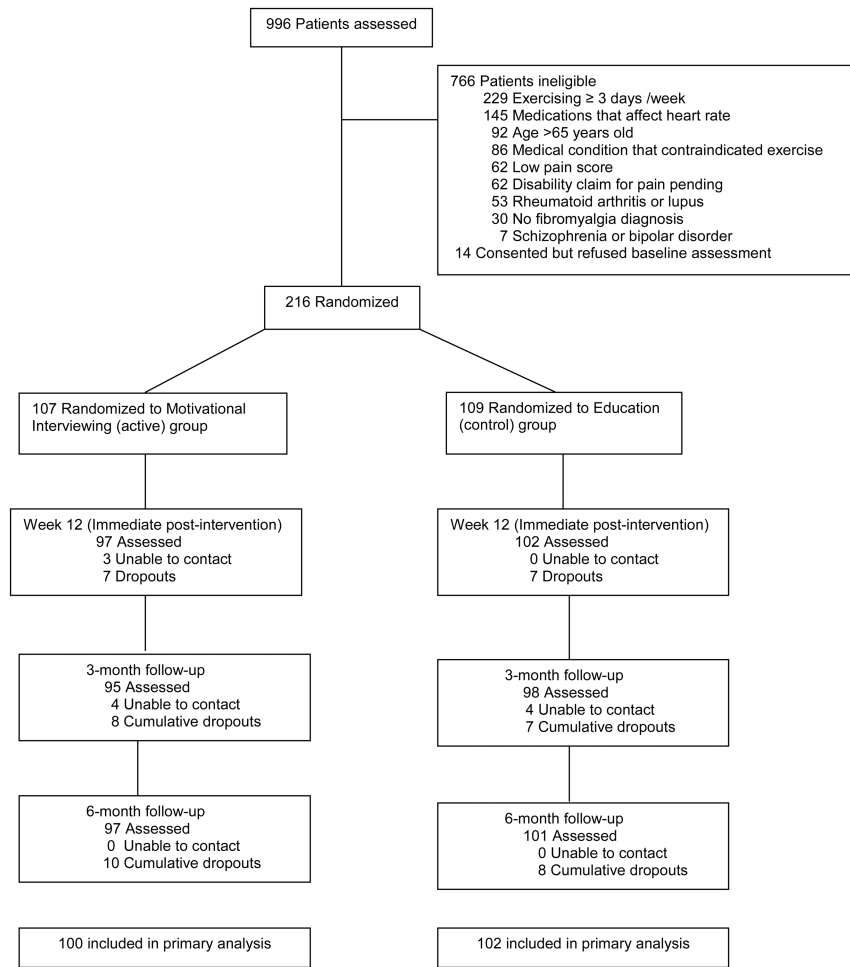 996 Patients assessed
766 Patients ineligible
229 Exercising ≥ 3 days /week
145 Medications that affect heart rate
92 Age >65 years old
86 Medical condition that contraindicated exercise
62 Low pain score
62 Disability claim for pain pending
53 Rheumatoid arthritis or lupus
30 No fibromyalgia diagnosis
7 Schizophrenia or bipolar disorder
14 Consented but refused baseline assessment
216 Randomized
107 Randomized to Motivational
Interviewing (active) group
109 Randomized to Education
(control) group
Week 12 (Immediate post-intervention)
97 Assessed
3 Unable to contact
7 Dropouts
Week 12 (Immediate post-intervention)
102 Assessed
0 Unable to contact
7 Dropouts
3-month follow-up
95 Assessed
4 Unable to contact
8 Cumulative dropouts
3-month follow-up
98 Assessed
4 Unable to contact
7 Cumulative dropouts
6-month follow-up
97 Assessed
0 Unable to contact
10 Cumulative dropouts
6-month follow-up
101 Assessed
0 Unable to contact
8 Cumulative dropouts
100 included in primary analysis
102 included in primary analysis